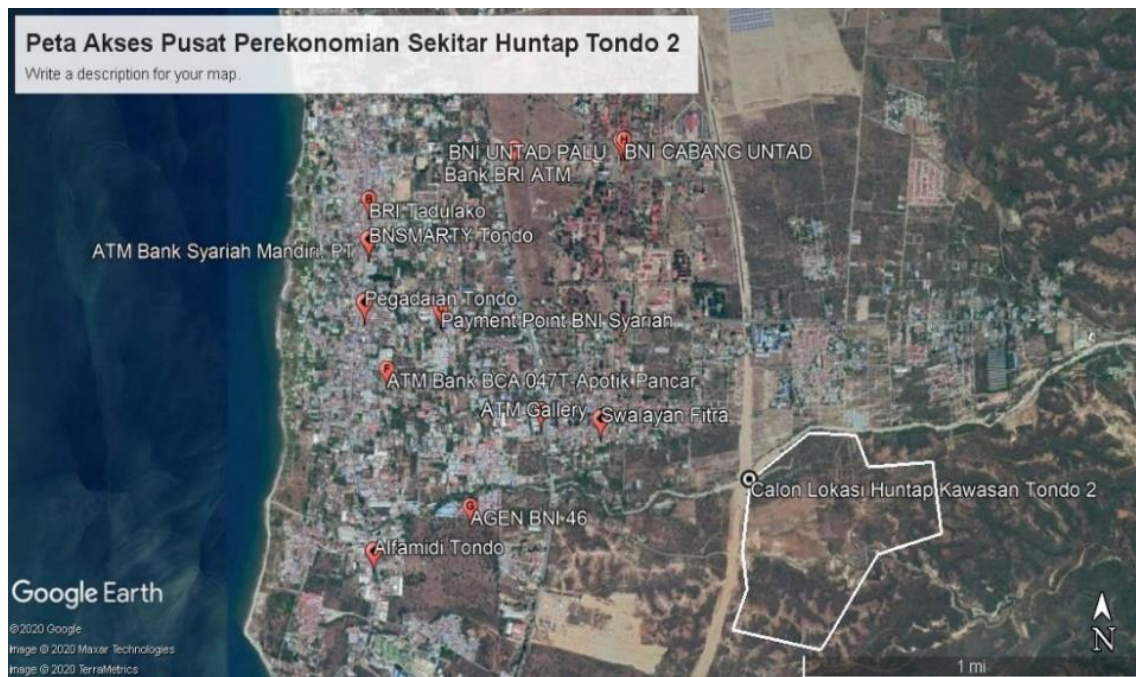 Peta Akses Pusat Perekonomian Sekitar Huntap Tondo 2
Write a description for your map.
BNI UNTAD PALU
H
BNI CABANG UNTAD
Bank BRI ATM
B
BRI Tadulako
BNSMARTY Tondo
ATM Bank Syariah Mandiri. PT
Pegadaian Tondo
Payment Point BNI Syariah
F
ATM Bank BCA 047T-Apotik Pancar
ATM Gallery
Swalayan Fitra
Calon Lokasi Huntap Kawasan Tondo 2
G
AGEN BNI 46
Alfamidi Tondo
Google Earth
© 2020 Google
Image © 2020 Maxar Technologies
Image © 2020 TerraMetrics
N
1 mi